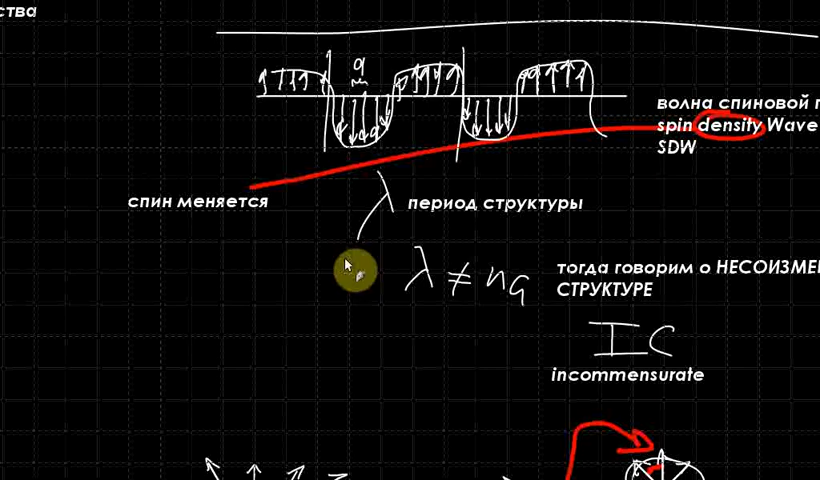 ства
a
волна спиновой п
spin density Wave
SDW
спин меняется
λ
период структуры
λ ≠ na
тогда говорим о НЕСОИЗМЕ
СТРУКТУРЕ
IC
incommensurate